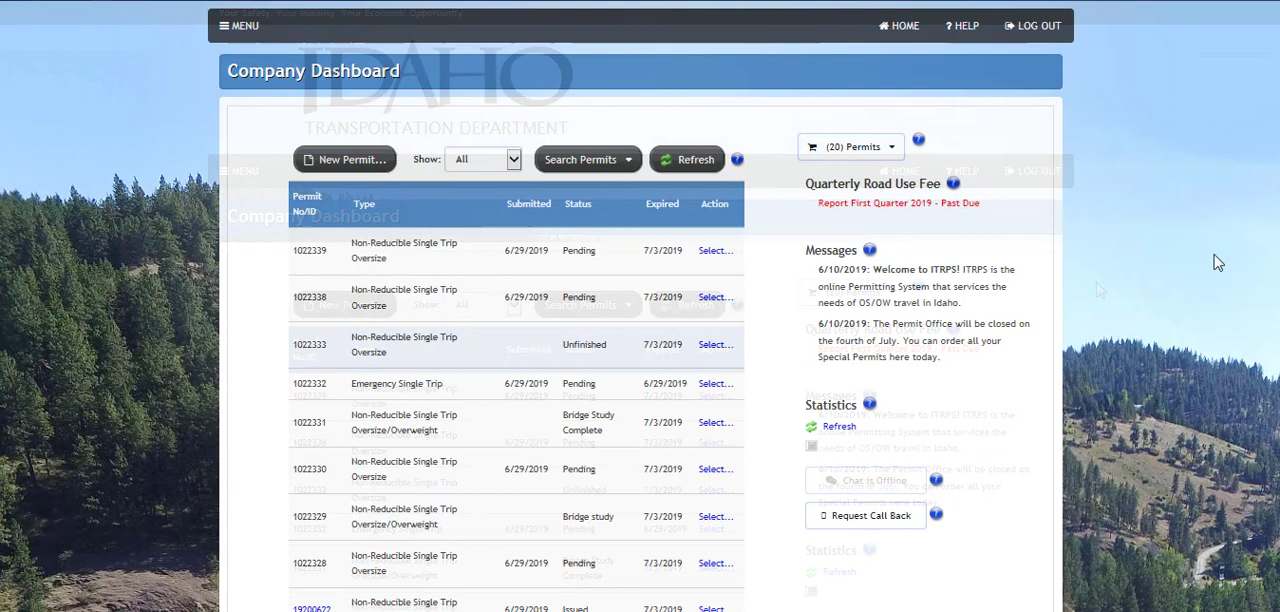 Your Safety. Your Mobility. Your Economic Opportunity
MENU
HOME
? HELP
LOG OUT
Company Dashboard
IDAHO
TRANSPORTATION DEPARTMENT
New Permit...
Show:
All
Search Permits
Refresh
(20) Permits
Quarterly Road Use Fee
Report First Quarter 2019 - Past Due
Permit
No/ID
Type
Submitted
Status
Expired
Action
1022339
Non-Reducible Single Trip
Oversize
6/29/2019
Pending
7/3/2019
Select...
1022338
Non-Reducible Single Trip
Oversize
6/29/2019
Pending
7/3/2019
Select...
1022333
Non-Reducible Single Trip
Oversize
Unfinished
7/3/2019
Select...
1022332
Emergency Single Trip
6/29/2019
Pending
6/29/2019
Select...
1022331
Non-Reducible Single Trip
Oversize/Overweight
Bridge Study
Complete
7/3/2019
Select...
1022330
Non-Reducible Single Trip
Oversize
6/29/2019
Pending
7/3/2019
Select...
1022329
Non-Reducible Single Trip
Oversize/Overweight
Bridge study
7/3/2019
Select...
1022328
Non-Reducible Single Trip
Oversize
6/29/2019
Pending
7/3/2019
Select...
19200622
Non-Reducible Single Trip
6/29/2019
Issued
7/3/2019
Select...
Messages
6/10/2019: Welcome to ITRPS! ITRPS is the
online Permitting System that services the
needs of OS/OW travel in Idaho.
6/10/2019: The Permit Office will be closed on
the fourth of July. You can order all your
Special Permits here today.
Statistics
Refresh
Chat is Offline
Request Call Back